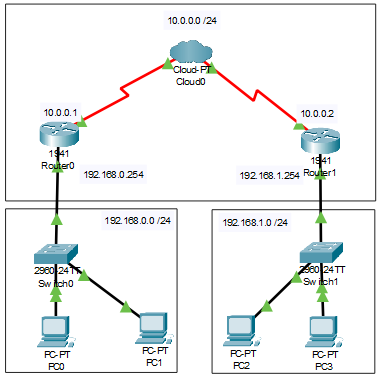 10.0.0.0 /24
Cloud-PT
Cloud0
10.0.0.1
10.0.0.2
1941
Router0
1941
Router1
192.168.0.254
192.168.1.254
192.168.0.0 /24
192.168.1.0 /24
2960-24TT
Switch0
2960-24TT
Switch1
PC-PT
PC0
PC-PT
PC1
PC-PT
PC2
PC-PT
PC3